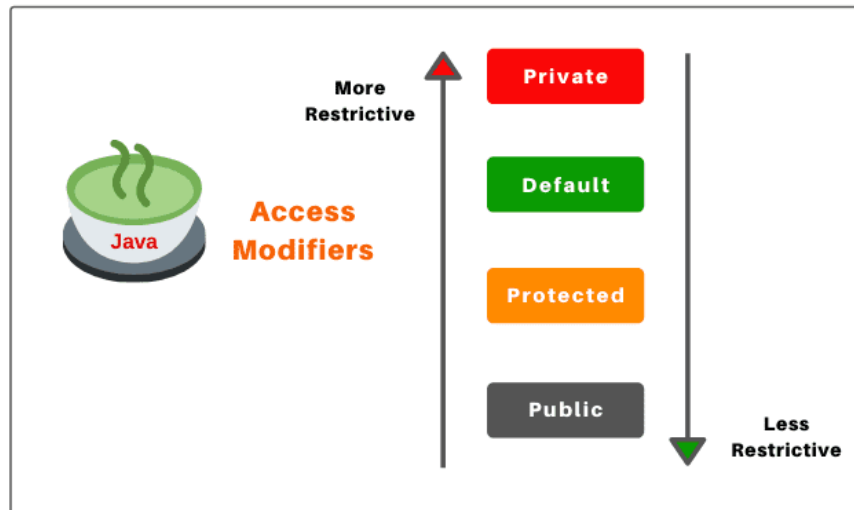 More
Restrictive
Private
Default
Java
Access
Modifiers
Protected
Public
Less
Restrictive